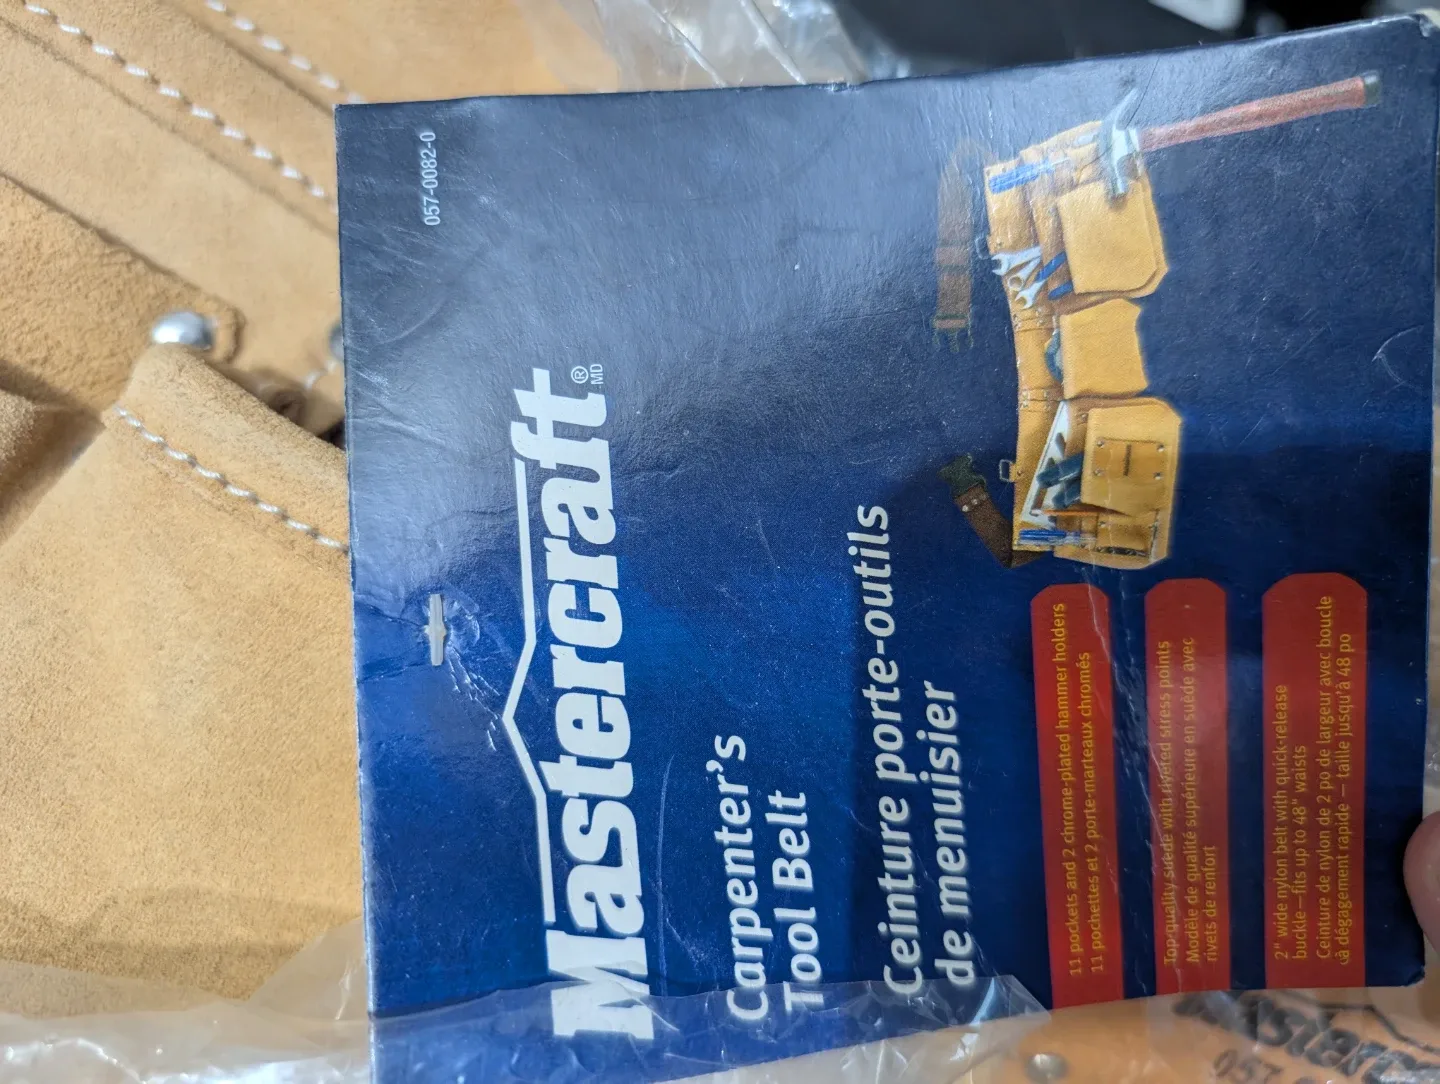 057-0082-0
Mastercraft®
MD
Carpenter's
Tool Belt
Ceinture porte-outils
de menuisier
11 pockets and 2 chrome-plated hammer holders
11 pochettes et 2 porte-marteaux chromés
Top-quality suede with riveted stress points
Modèle de qualité supérieure en suède avec
rivets de renfort
2" wide nylon belt with quick-release
buckle—fits up to 48" waists
Ceinture de nylon de 2 po de largeur avec boucle
à dégagement rapide — taille jusqu'à 48 po
057